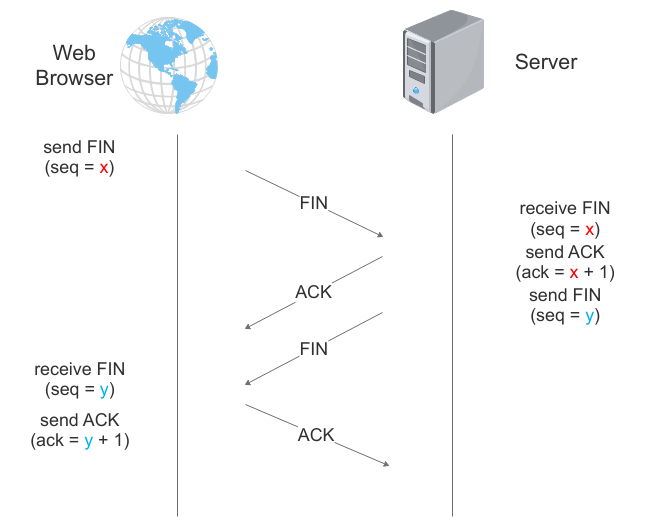 Web
Browser
Server
send FIN
(seq = x)
FIN
receive FIN
(seq = x)
send ACK
(ack = x + 1)
send FIN
(seq = y)
ACK
FIN
receive FIN
(seq = y)
send ACK
(ack = y + 1)
ACK